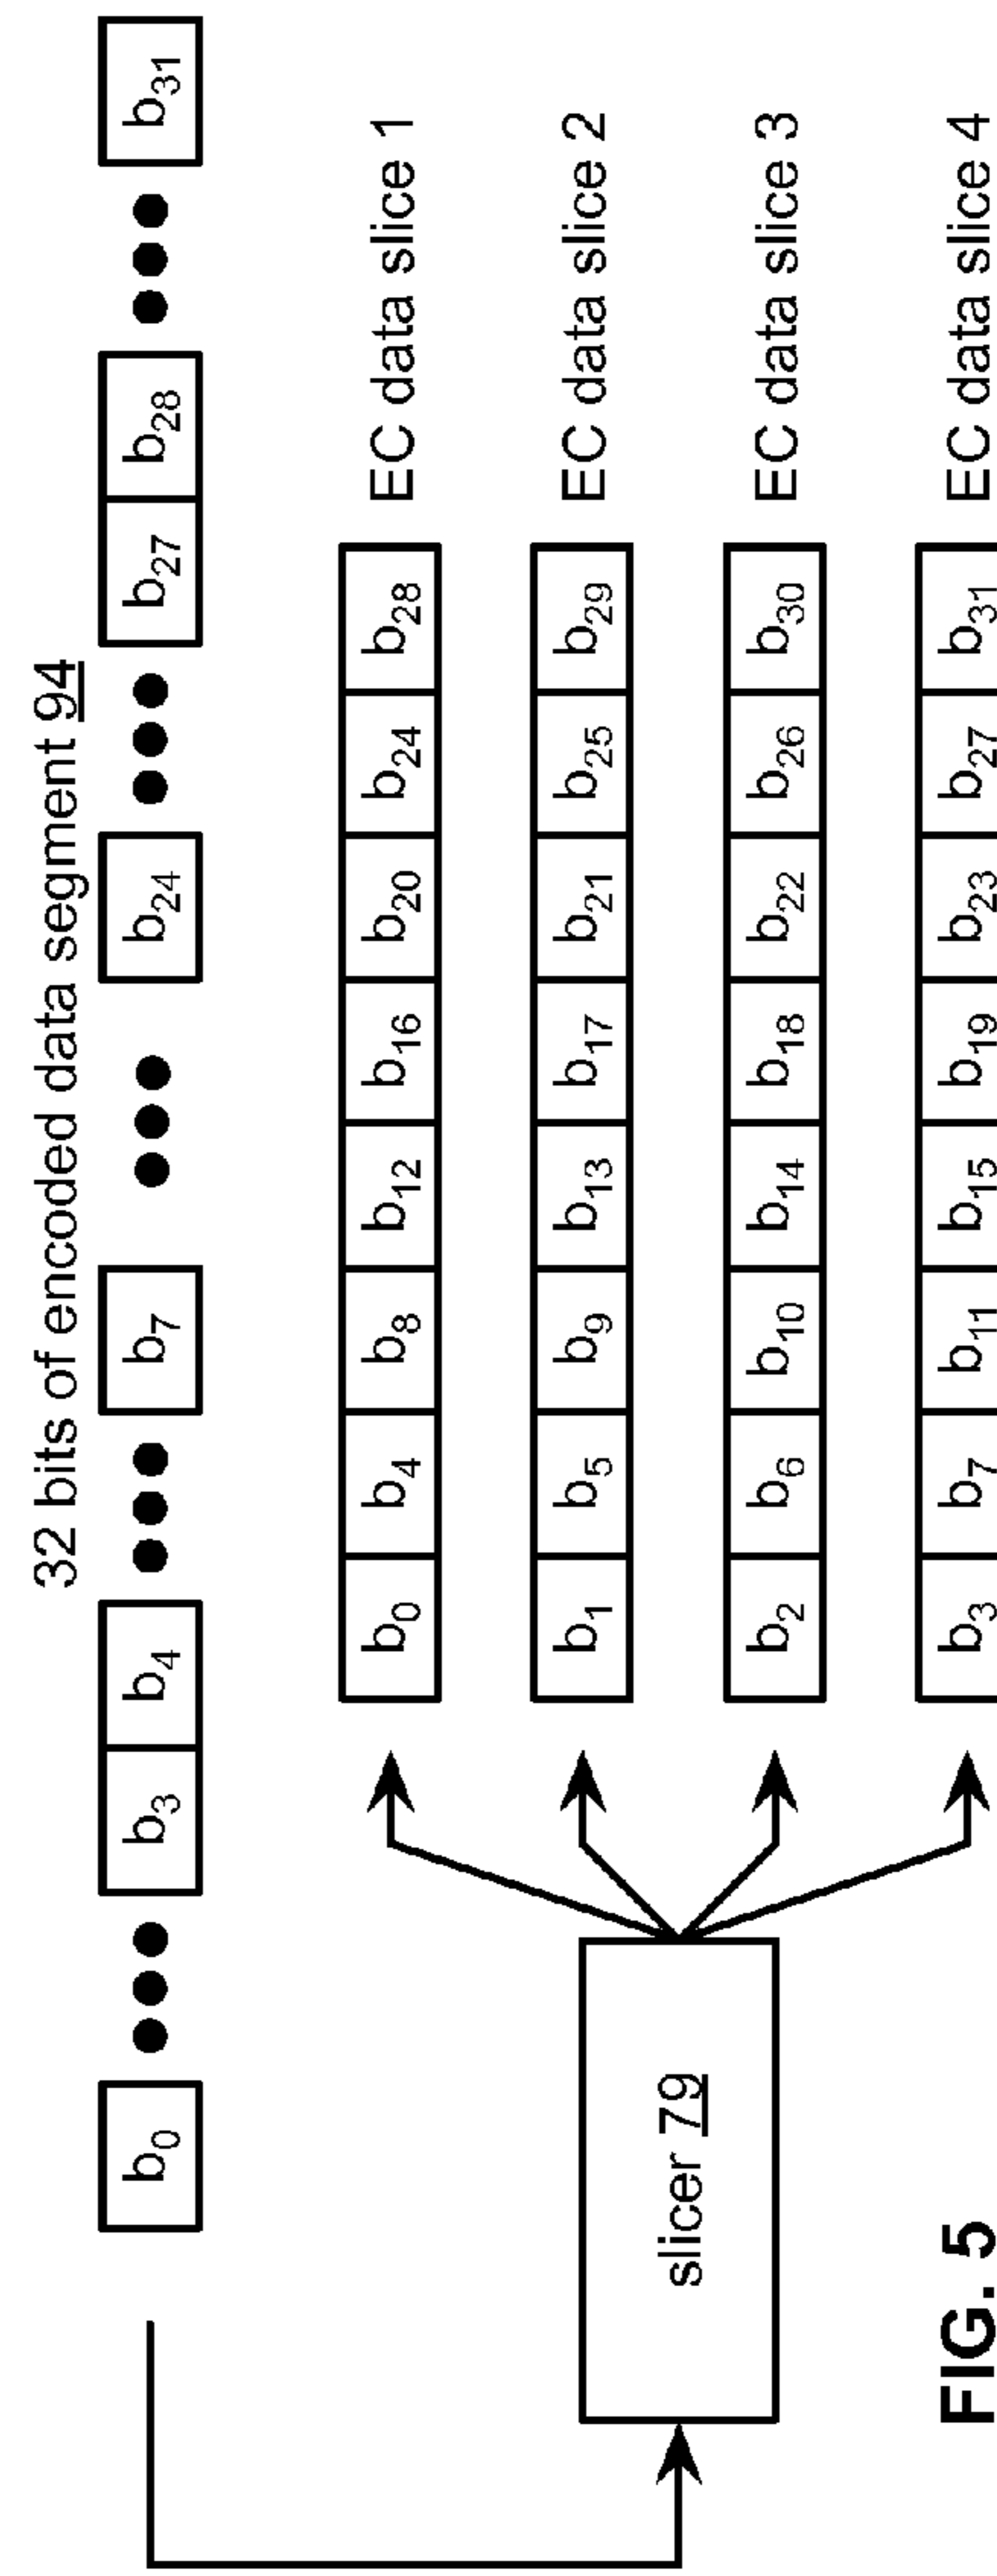 32 bits of encoded data segment 94
b0 ●●● b3 b4 ●●● b7 ●●● b24 ●●● b27 b28 ●●● b31
b0 b4 b8 b12 b16 b20 b24 b28 EC data slice 1
b1 b5 b9 b13 b17 b21 b25 b29 EC data slice 2
slicer 79
b2 b6 b10 b14 b18 b22 b26 b30 EC data slice 3
b3 b7 b11 b15 b19 b23 b27 b31 EC data slice 4
FIG. 5